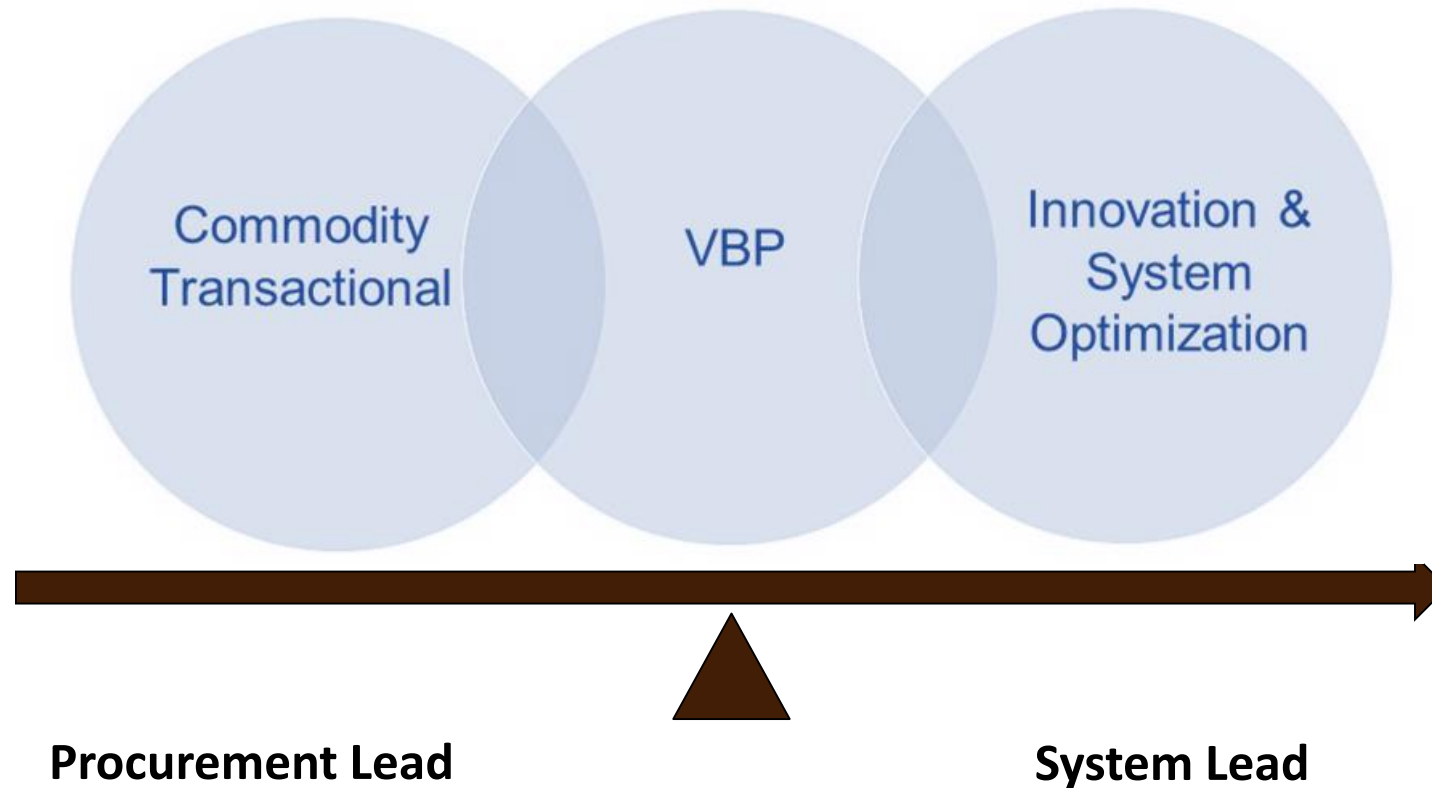 Commodity
Transactional
VBP
Innovation &
System
Optimization
Procurement Lead
System Lead